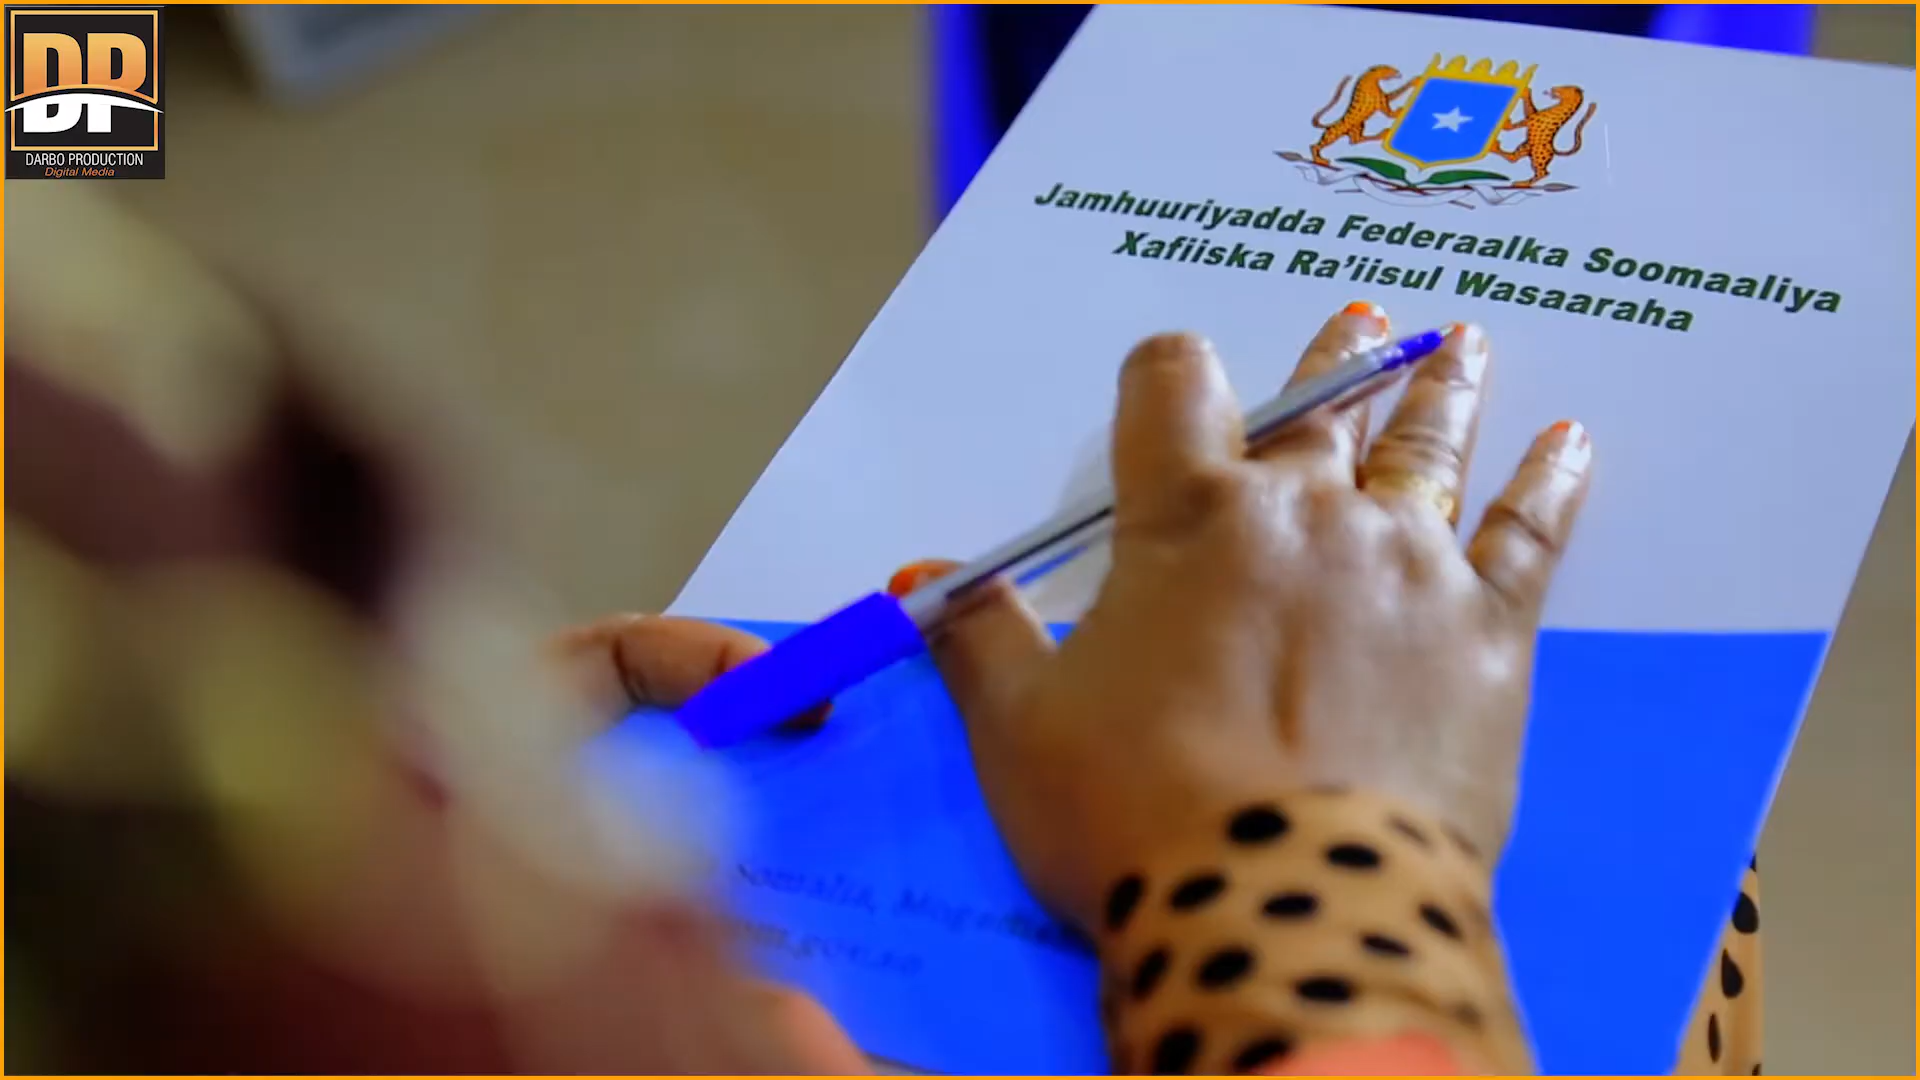 DP
DARBO PRODUCTION
Digital Media
Jamhuuriyadda Federaalka Soomaaliya
Xafiiska Ra'iisul Wasaaraha